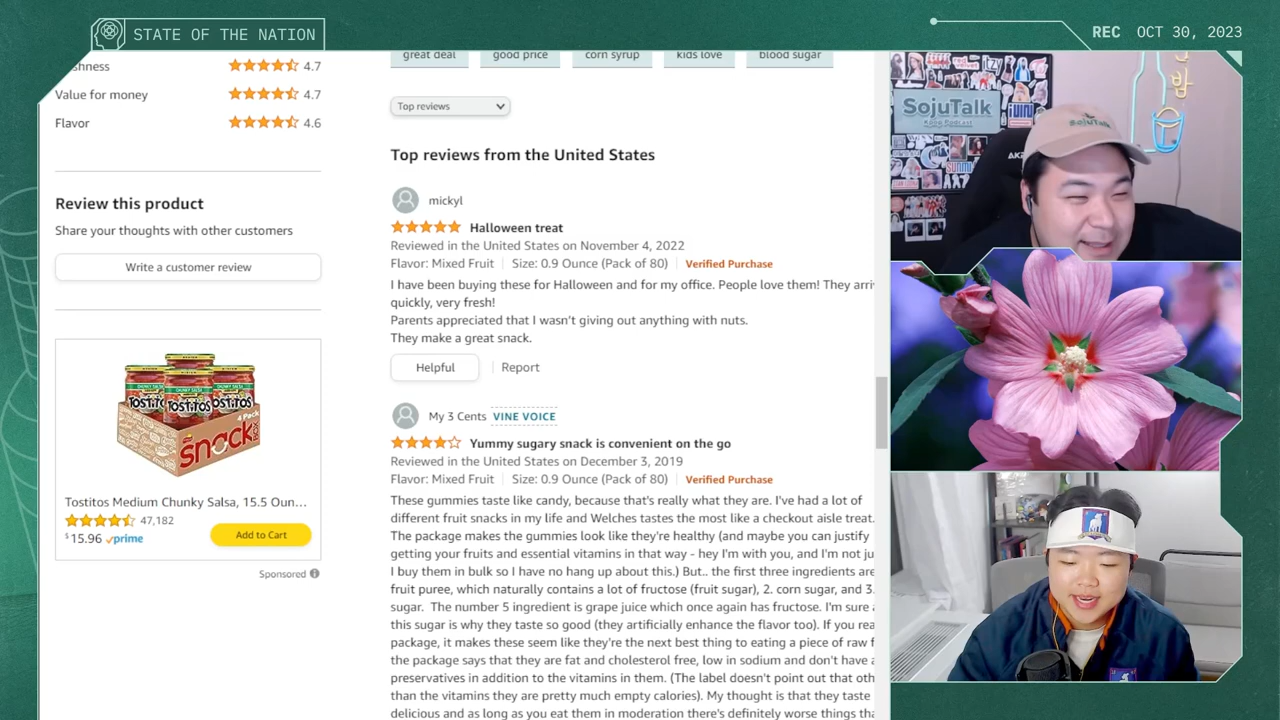 STATE OF THE NATION
REC OCT 30, 2023
shness 4.7
Value for money 4.7
Flavor 4.6
Review this product
Share your thoughts with other customers
Write a customer review
TOSTITOS
snack
Tostitos Medium Chunky Salsa, 15.5 Oun...
47,182
$15.96 prime
Add to Cart
Sponsored
great deal
good price
corn syrup
kids love
blood sugar
Top reviews
Top reviews from the United States
mickyl
Halloween treat
Reviewed in the United States on November 4, 2022
Flavor: Mixed Fruit | Size: 0.9 Ounce (Pack of 80) | Verified Purchase
I have been buying these for Halloween and for my office. People love them! They arri
quickly, very fresh!
Parents appreciated that I wasn't giving out anything with nuts.
They make a great snack.
Helpful | Report
My 3 Cents VINE VOICE
Yummy sugary snack is convenient on the go
Reviewed in the United States on December 3, 2019
Flavor: Mixed Fruit | Size: 0.9 Ounce (Pack of 80) | Verified Purchase
These gummies taste like candy, because that's really what they are. I've had a lot of
different fruit snacks in my life and Welches tastes the most like a checkout aisle treat.
The package makes the gummies look like they're healthy (and maybe you can justify
getting your fruits and essential vitamins in that way - hey I'm with you, and I'm not ju
I buy them in bulk so I have no hang up about this.) But.. the first three ingredients are
fruit puree, which naturally contains a lot of fructose (fruit sugar), 2. corn sugar, and 3.
sugar. The number 5 ingredient is grape juice which once again has fructose. I'm sure a
this sugar is why they taste so good (they artificially enhance the flavor too). If you rea
package, it makes these seem like they're the next best thing to eating a piece of raw f
the package says that they are fat and cholesterol free, low in sodium and don't have a
preservatives in addition to the vitamins in them. (The label doesn't point out that oth
than the vitamins they are pretty much empty calories). My thought is that they taste
delicious and as long as you eat them in moderation there's definitely worse things tha
SojuTalk
Kpop Podcast
SojuTalk
밤